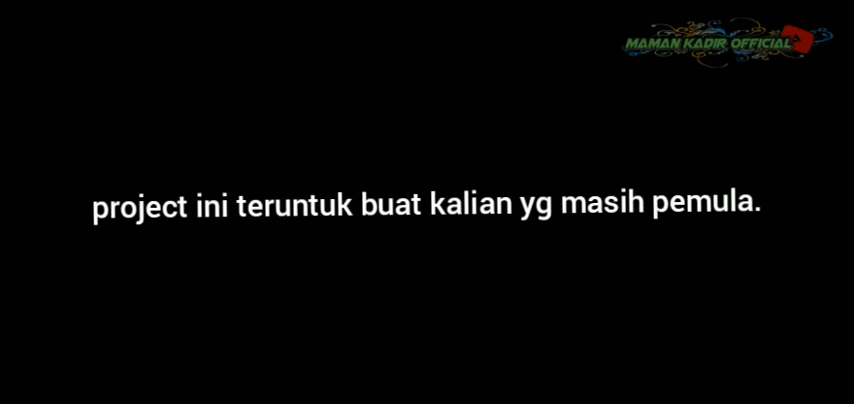 MAMAN KADIR OFFICIAL
project ini teruntuk buat kalian yg masih pemula.